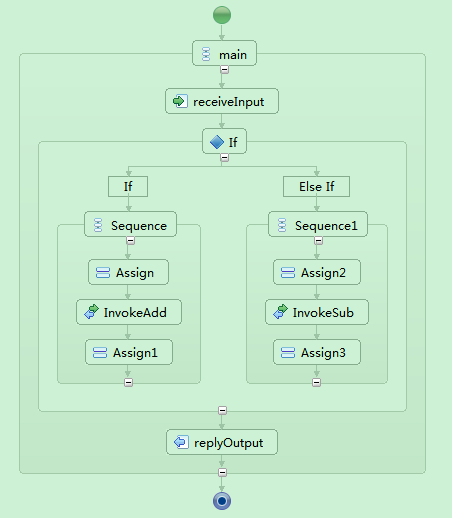 main
receiveInput
If
If
Else If
Sequence
Sequence1
Assign
Assign2
InvokeAdd
InvokeSub
Assign1
Assign3
replyOutput